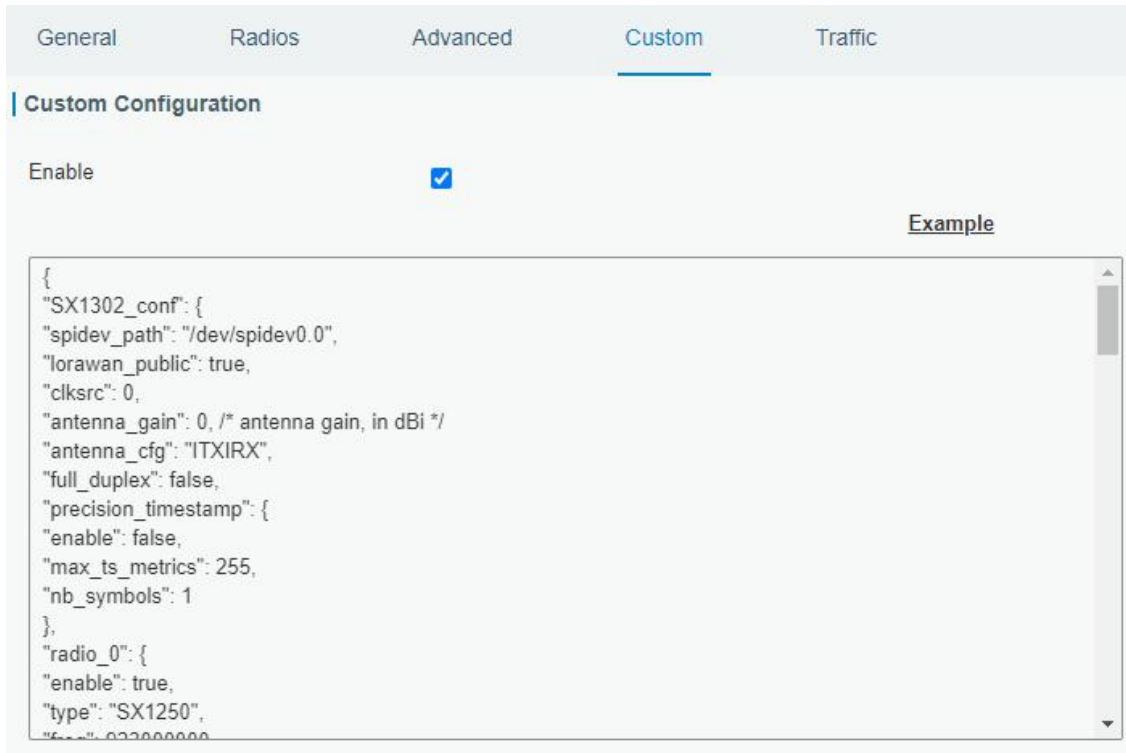 General Radios Advanced Custom Traffic
Custom Configuration
Enable
Example
{
"SX1302_conf": {
"spidev_path": "/dev/spidev0.0",
"lorawan_public": true,
"clksrc": 0,
"antenna_gain": 0, /* antenna gain, in dBi */
"antenna_cfg": "ITXIRX",
"full_duplex": false,
"precision_timestamp": {
"enable": false,
"max_ts_metrics": 255,
"nb_symbols": 1
},
"radio_0": {
"enable": true,
"type": "SX1250",